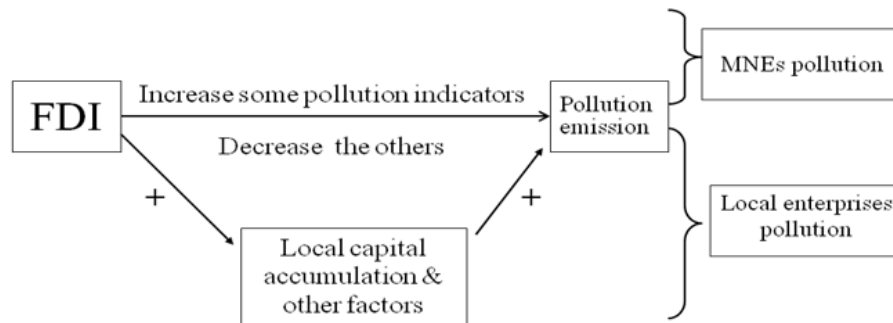 FDI
Increase some pollution indicators
Decrease the others
+
Local capital
accumulation &
other factors
+
Pollution
emission
MNEs pollution
Local enterprises
pollution